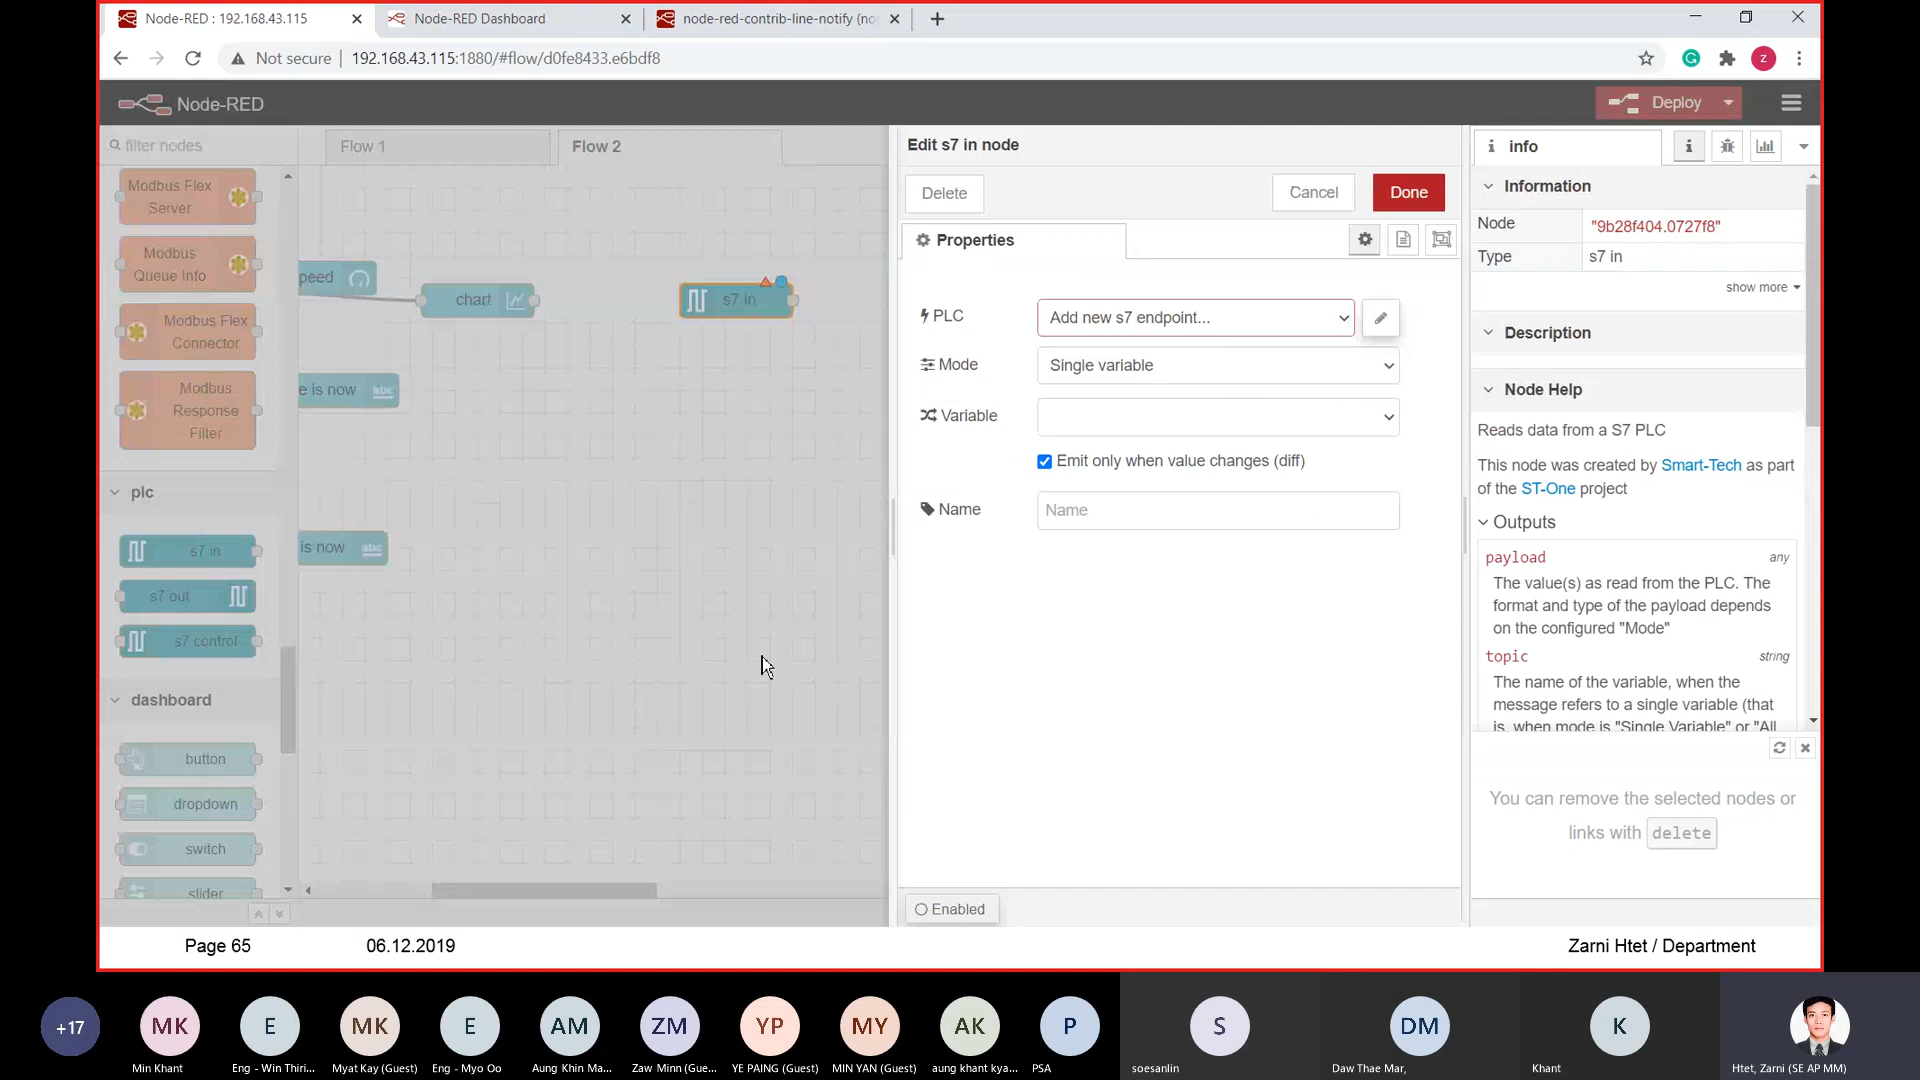 Node-RED : 192.168.43.115
Node-RED Dashboard
node-red-contrib-line-notify (no
Not secure
192.168.43.115:1880/#flow/d0fe8433.e6bdf8
Z
Node-RED
Deploy
filter nodes
Flow 1
Flow 2
Modbus Flex
Server
Modbus
Queue Info
Modbus Flex
Connector
Modbus
Response
Filter
plc
s7 in
s7 out
s7 control
dashboard
button
dropdown
switch
slider
peed
chart
s7 in
e is now
abc
is now
abc
Edit s7 in node
Delete
Cancel
Done
Properties
PLC
Add new s7 endpoint...
Mode
Single variable
Variable
Emit only when value changes (diff)
Name
Name
Enabled
info
Information
Node
"9b28f404.0727f8"
Type
s7 in
show more
Description
Node Help
Reads data from a S7 PLC
This node was created by Smart-Tech as part
of the ST-One project
Outputs
payload
any
The value(s) as read from the PLC. The
format and type of the payload depends
on the configured "Mode"
topic
string
The name of the variable, when the
message refers to a single variable (that
is, when mode is "Single Variable" or "All
You can remove the selected nodes or
links with delete
Page 65
06.12.2019
Zarni Htet / Department
+17
MK
E
MK
E
AM
ZM
YP
MY
AK
P
S
DM
K
Min Khant
Eng - Win Thiri...
Myat Kay (Guest)
Eng - Myo Oo
Aung Khin Ma...
Zaw Minn (Gue...
YE PAING (Guest)
MIN YAN (Guest)
aung khant kya...
PSA
soesanlin
Daw Thae Mar,
Khant
Htet, Zarni (SE AP MM)